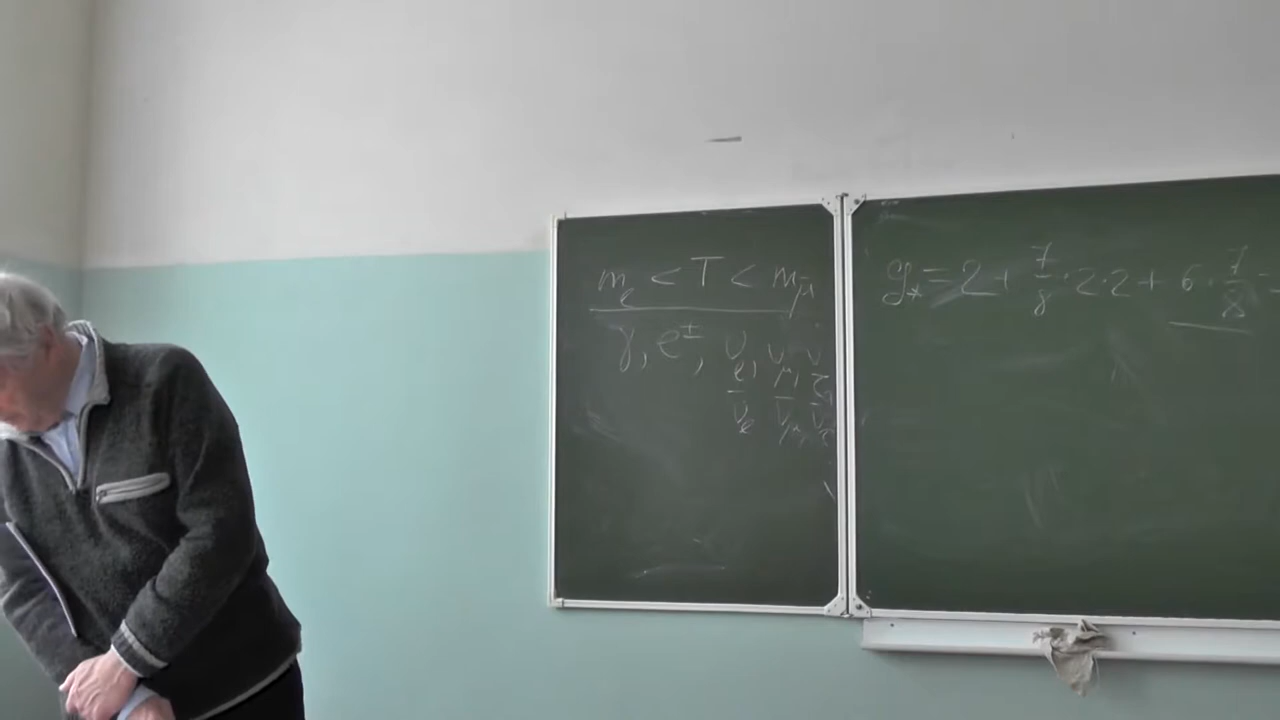 m_e < T < m_μ
γ, e^±, ν_e, ν_μ, ν_τ
ν̄_e ν̄_μ, ν̄_τ
g_* = 2 + 7/8 · 2 · 2 + 6 · 7/8 =